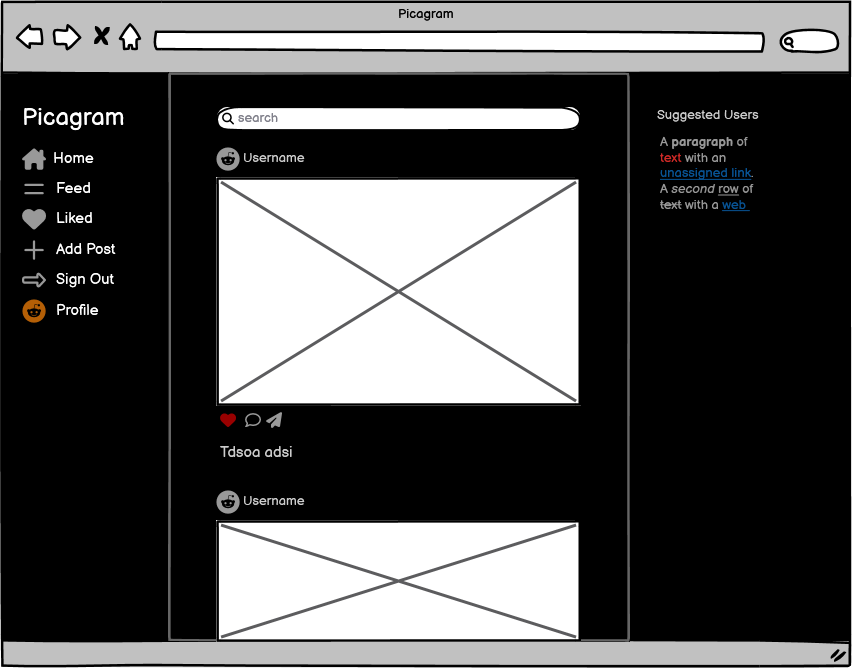 Picagram
Picagram
Home
Feed
Liked
Add Post
Sign Out
Profile
search
Username
Tdsoa adsi
Username
Suggested Users
A paragraph of
text with an
unassigned link.
A second row of
text with a web